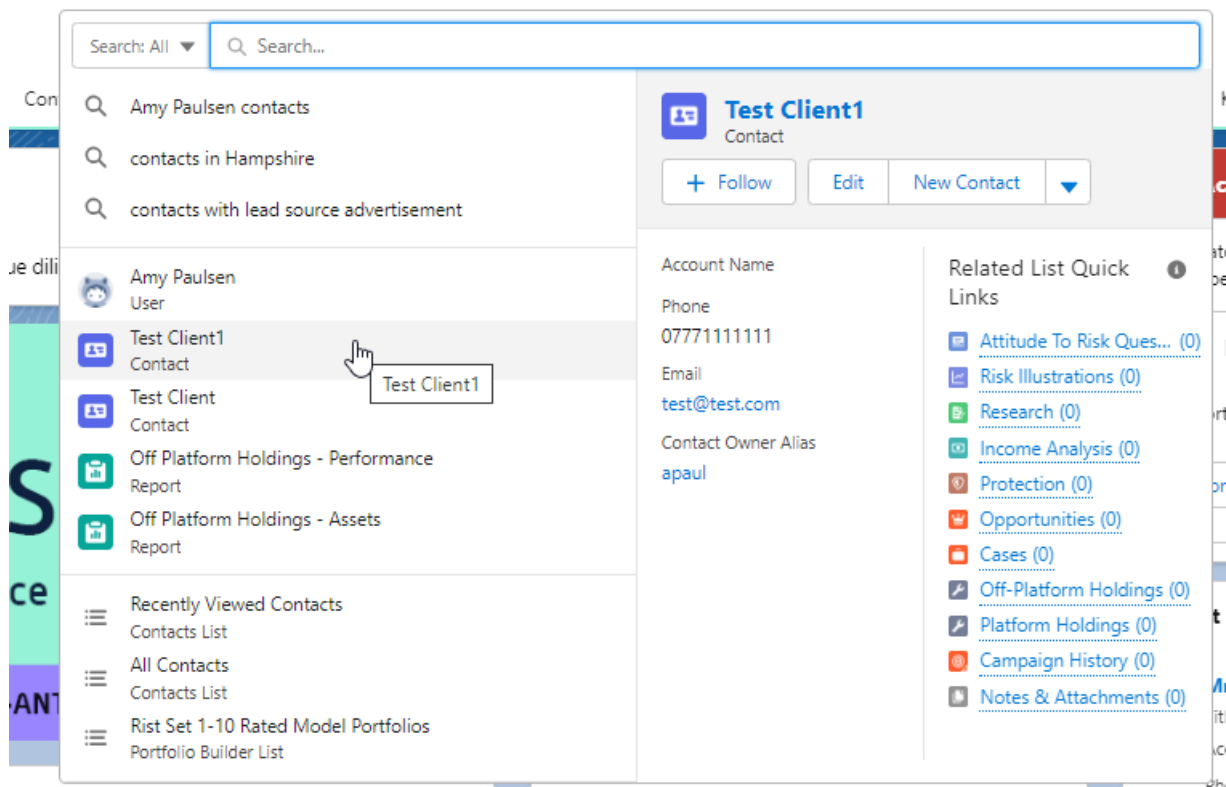 Search: All
Search...
Amy Paulsen contacts
contacts in Hampshire
contacts with lead source advertisement
Amy Paulsen
User
Test Client1
Contact
Test Client1
Test Client
Contact
Off Platform Holdings - Performance
Report
Off Platform Holdings - Assets
Report
Recently Viewed Contacts
Contacts List
All Contacts
Contacts List
Rist Set 1-10 Rated Model Portfolios
Portfolio Builder List
Test Client1
Contact
+ Follow
Edit
New Contact
Account Name
Phone
07771111111
Email
test@test.com
Contact Owner Alias
apaul
Related List Quick
Links
Attitude To Risk Ques... (0)
Risk Illustrations (0)
Research (0)
Income Analysis (0)
Protection (0)
Opportunities (0)
Cases (0)
Off-Platform Holdings (0)
Platform Holdings (0)
Campaign History (0)
Notes & Attachments (0)